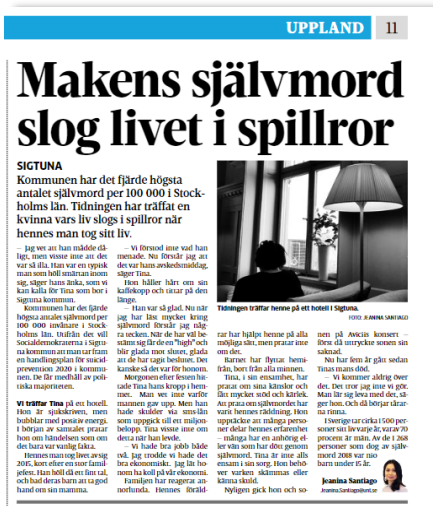 UPPLAND 11
Makens självmord
slog livet i spillror
SIGTUNA
Kommunen har det fjärde högsta
antalet självmord per 100 000 i Stock-
holms län. Tidningen har träffat en
kvinna vars liv slogs i spillror när
hennes man tog sitt liv.
– Jag vet att han mådde då-
ligt, men visste inte att det
var så illa. Han var en typisk
man som höll smärtan inom
sig, säger hans änka, som vi
kan kalla för Tina som bor i
Sigtuna kommun.
Kommunen har det fjärde
högsta antalet självmord per
100 000 invånare i Stock-
holms län. Utifrån det vill
Socialdemokraterna i Sigtu-
na kommun att man tar fram
en handlingsplan för suicid-
prevention 2020 i kommu-
nen. De får medhåll av poli-
tiska majoriteten.
Vi träffar Tina på ett hotell.
Hon är sjukskriven, men
bubblar med positiv energi.
I början av samtalet pratar
hon om händelsen som om
det bara var vanlig fakta.
Hennes man tog livet av sig
2015, kort efter en stor famil-
jefest. Han höll då ett fint tal,
och bad deras barn att ta god
hand om sin mamma.
– Vi förstod inte vad han
menade. Nu förstår jag att
det var hans avskedsmiddag,
säger Tina.
Hon håller hårt om sin
kaffekopp och tittar på den
länge.
– Han var så glad. Nu när
jag har läst mycket kring
självmord förstår jag någ-
ra tecken. När de har väl be-
stämt sig får de en "high" och
blir glada mot slutet, glada
att de har tagit beslutet. Det
kanske så det var för honom.
Morgonen efter festen hit-
tade Tina hans kropp i hem-
met. Man vet inte varför
mannen gav upp. Men han
hade skulder via sms-lån
som uppgick till ett miljon-
belopp. Tina visste inte om
detta när han levde.
– Vi hade bra jobb både
två. Jag trodde vi hade det
bra ekonomiskt. Jag lät ho-
nom ha koll på vår ekonomi.
Familjen har reagerat an-
norlunda. Hennes föräld-
Tidningen träffar henne på ett hotell i Sigtuna.
FOTO: JEANINA SANTIAGO
rar har hjälpt henne på alla
möjliga sätt, men pratar inte
om det.
Barnet har flyttat hemi-
från, bort från alla minnen.
Tina, i sin ensamhet, har
pratat om sina känslor och
fått mycket stöd och kärlek.
Att prata om självmordet har
varit hennes räddning. Hon
upptäckte att många perso-
ner delar hennes erfarenhet
– många har en anhörig el-
ler vän som har dött genom
självmord. Tina är inte alls
ensam i sin sorg. Hon behö-
ver varken skämmas eller
känna skuld.
Nyligen gick hon och so-
nen på Aviciis konsert –
först då uttryckte sonen sin
saknad.
Nu har fem år gått sedan
Tinas mans död.
– Vi kommer aldrig över
det. Det tror jag inte vi gör.
Man lär sig leva med det, sä-
ger hon. Och då börjar tårar-
na rinna.
I Sverige tar cirka 1 500 per-
soner sitt liv varje år, varav 70
procent är män. Av de 1 268
personer som dog av själv-
mord 2018 var nio
barn under 15 år.
Jeanina Santiago
Jeanina.Santiago@unt.se